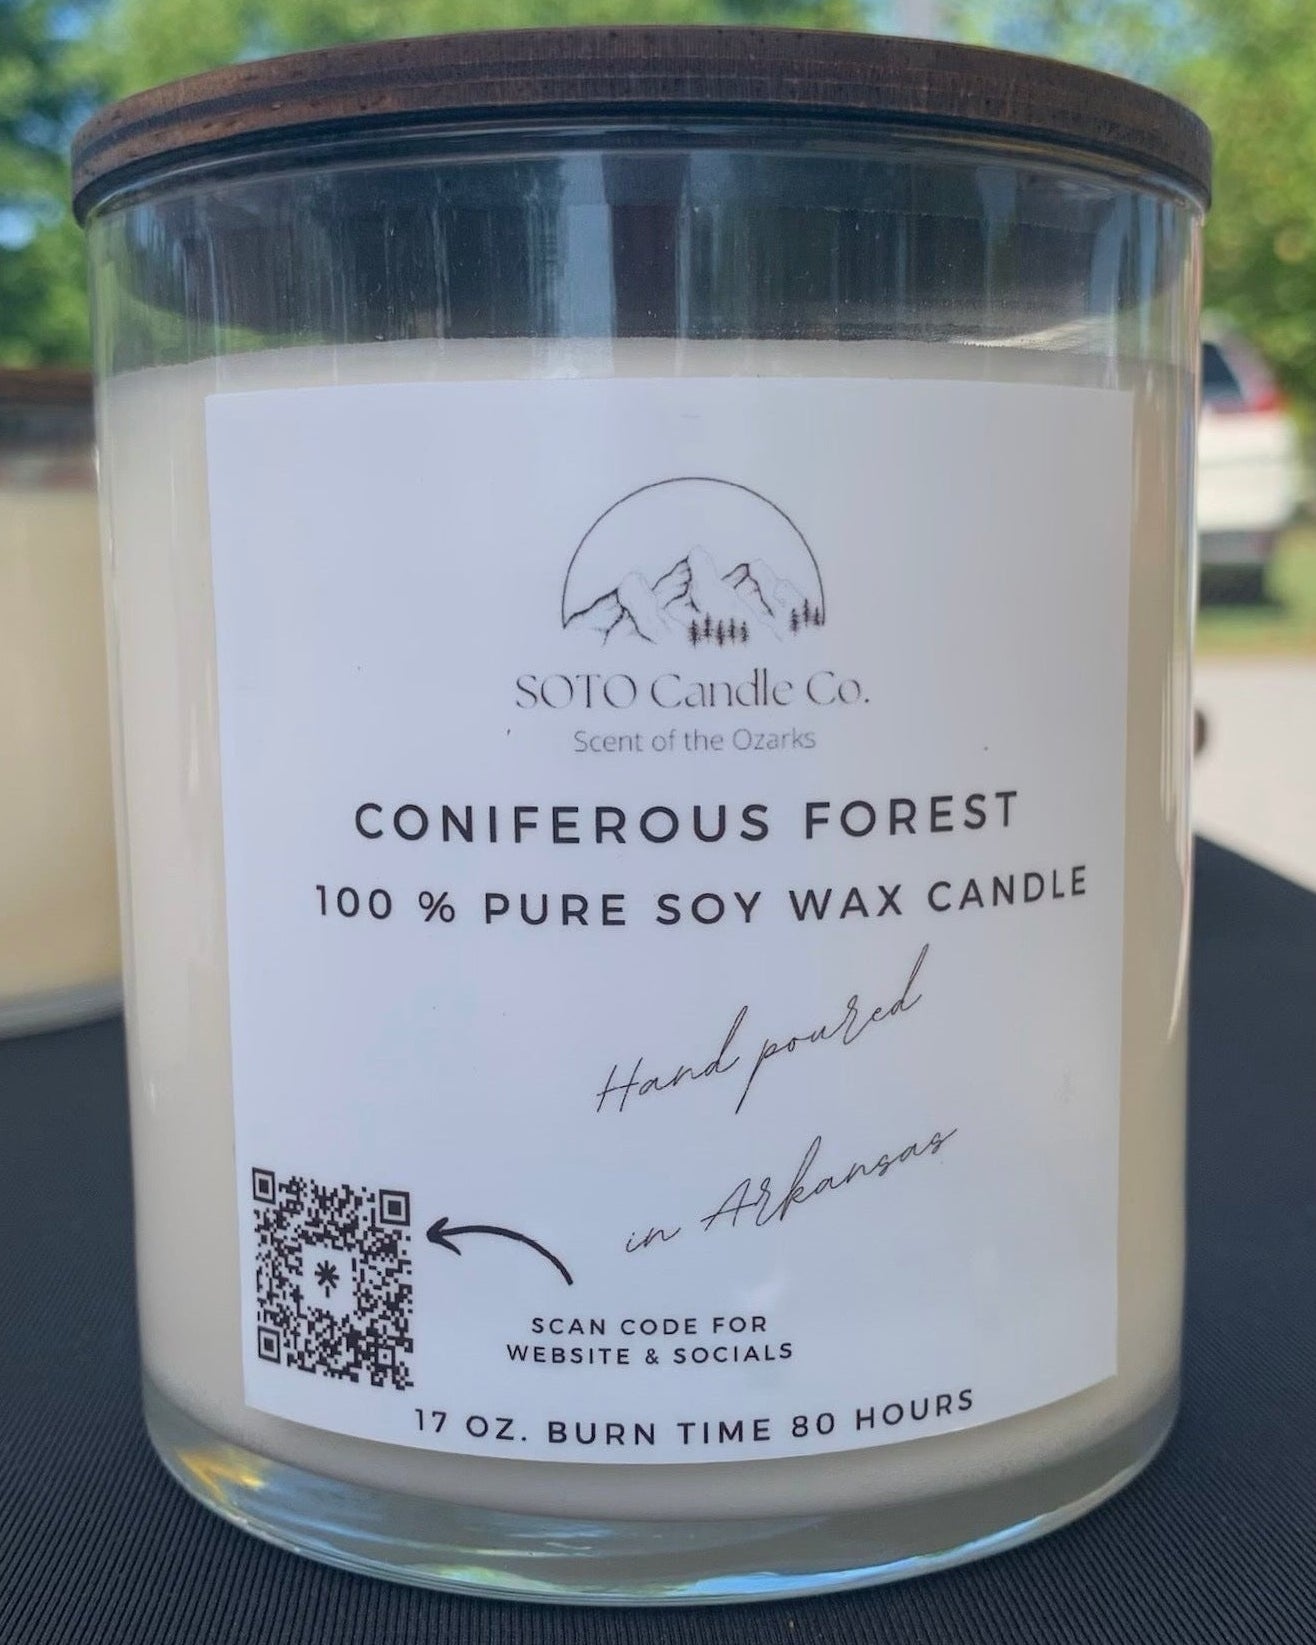 SOTO Candle Co.
Scent of the Ozarks
CONIFEROUS FOREST
100 % PURE SOY WAX CANDLE
Hand poured
in Arkansas
SCAN CODE FOR
WEBSITE & SOCIALS
17 OZ. BURN TIME 80 HOURS